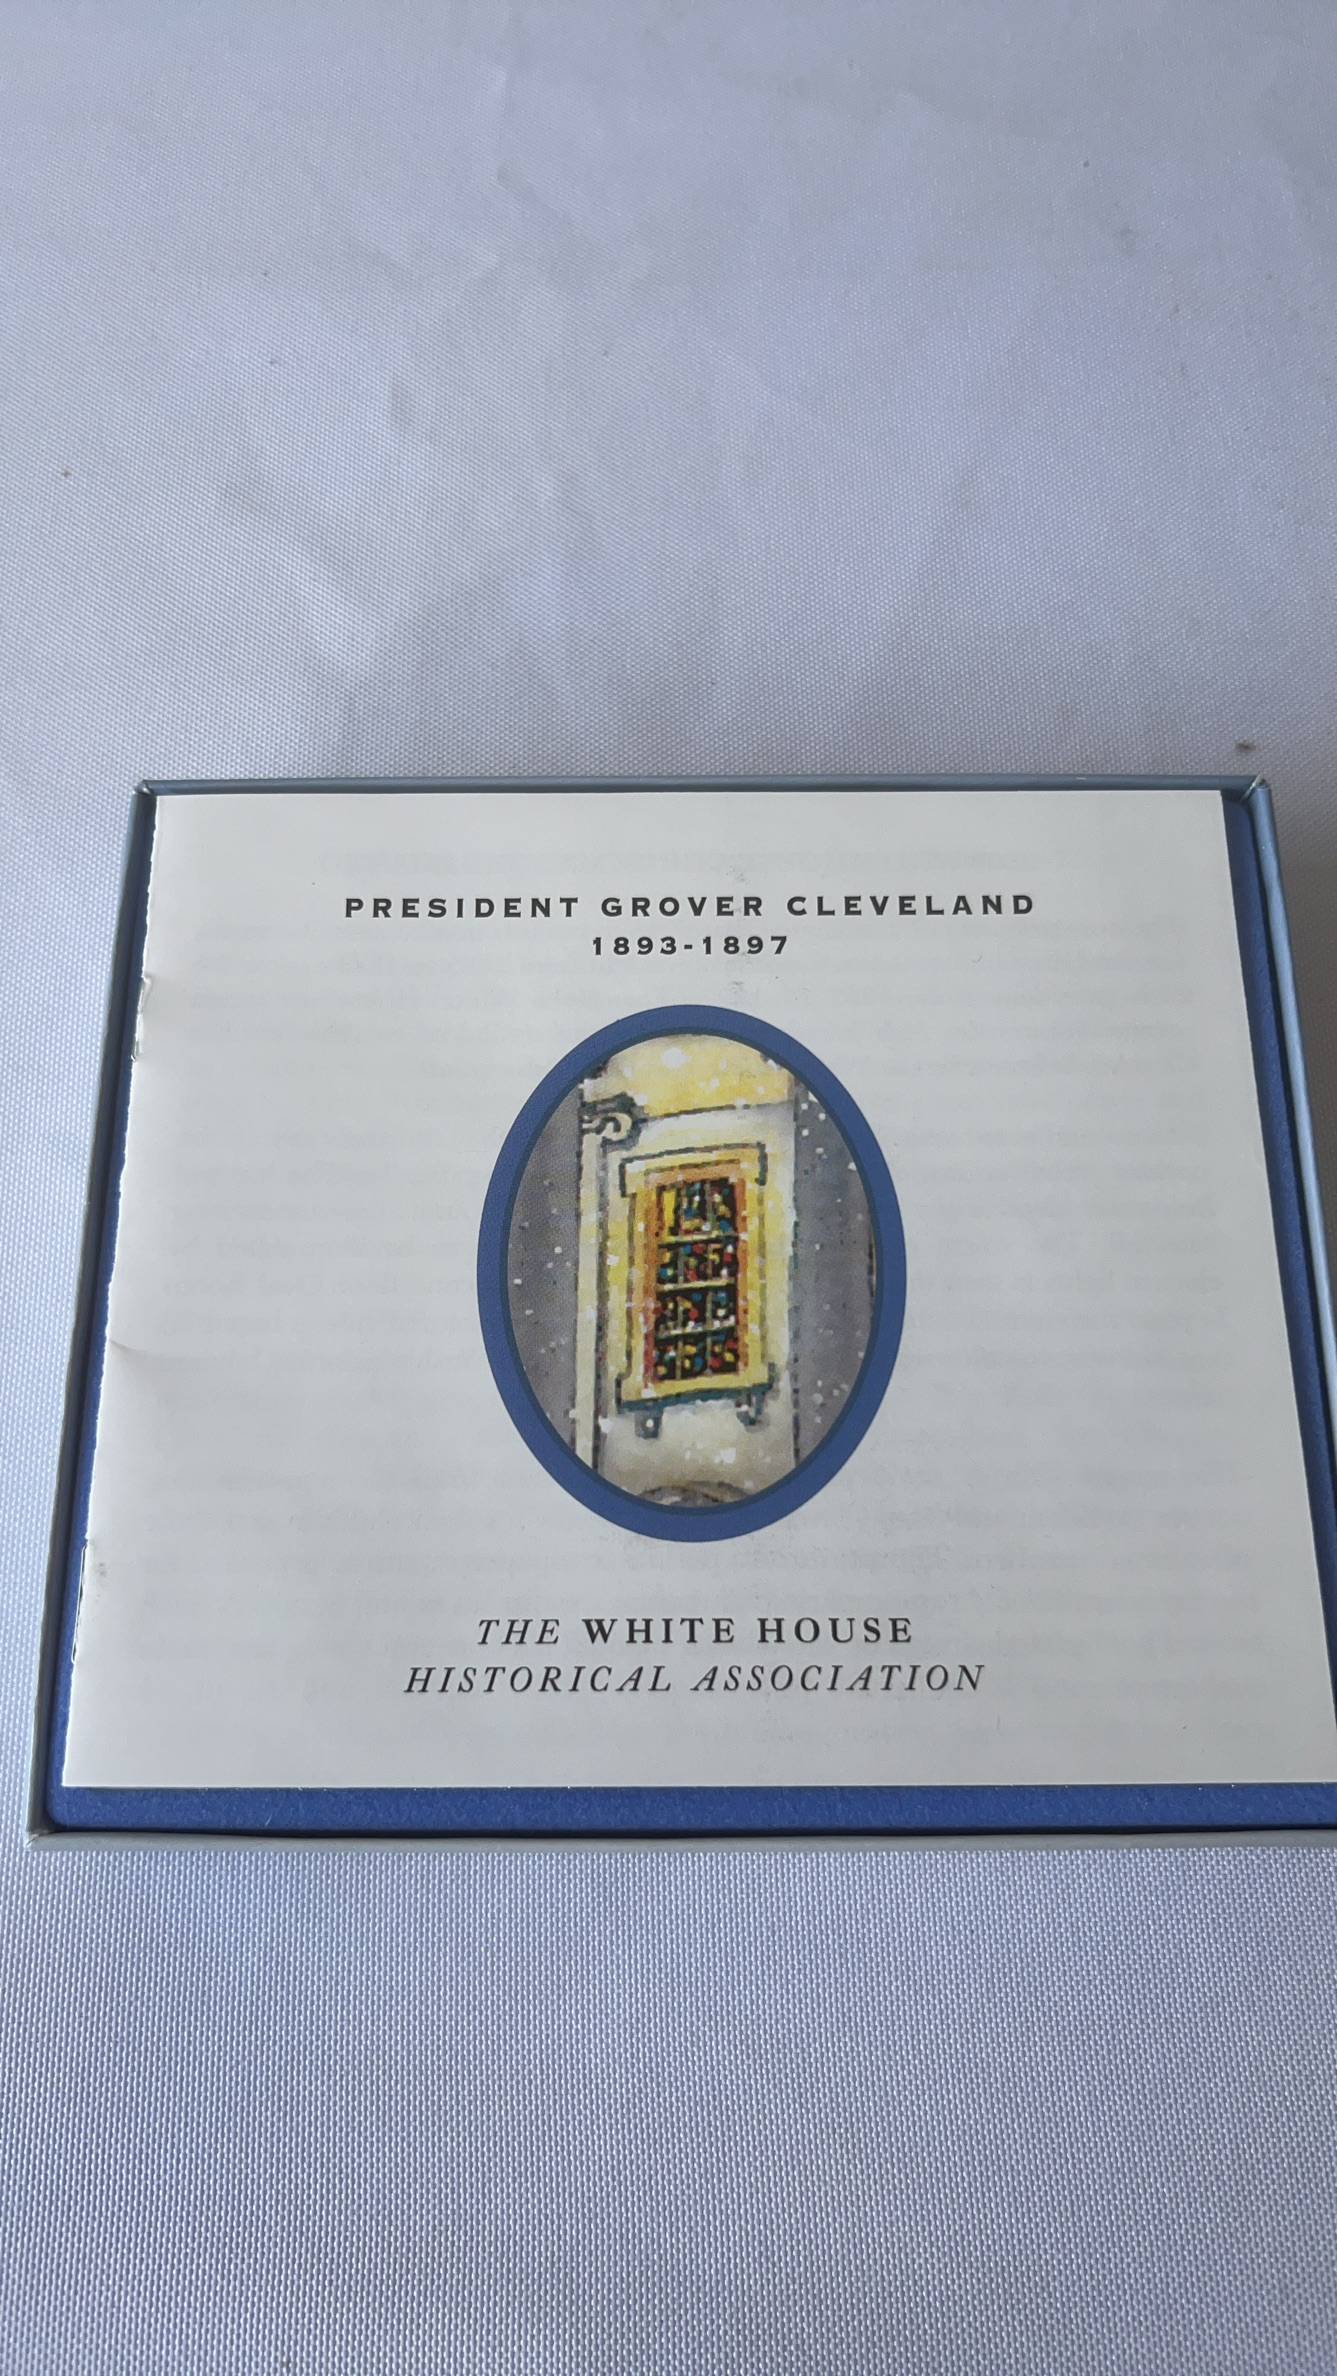 PRESIDENT GROVER CLEVELAND
1893-1897
THE WHITE HOUSE
HISTORICAL ASSOCIATION